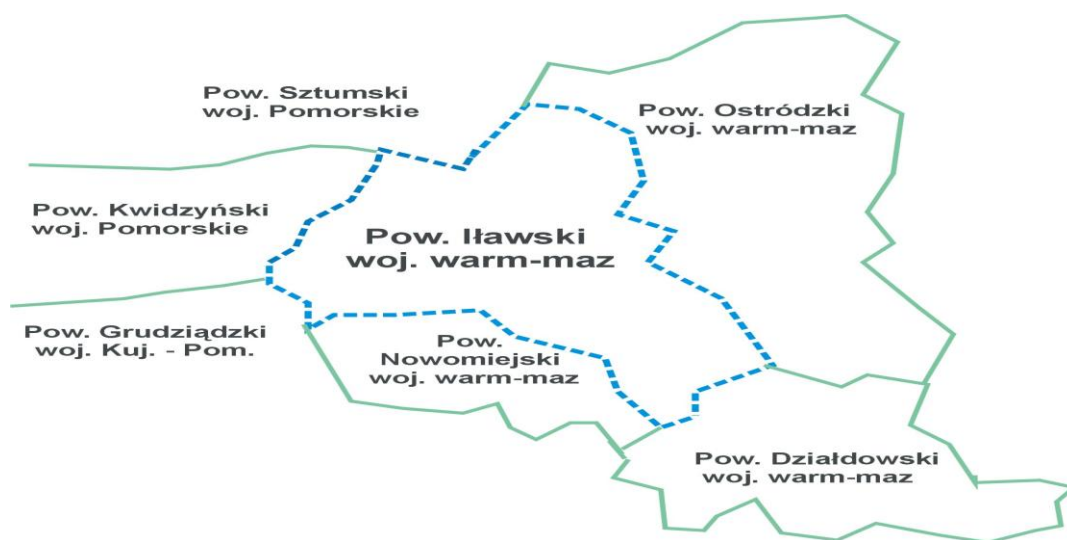 Pow. Sztumski
woj. Pomorskie
Pow. Ostródzki
woj. warm-maz
Pow. Kwidzyński
woj. Pomorskie
Pow. Iławski
woj. warm-maz
Pow. Grudziądzki
woj. Kuj. - Pom.
Pow.
Nowomiejski
woj. warm-maz
Pow. Działdowski
woj. warm-maz